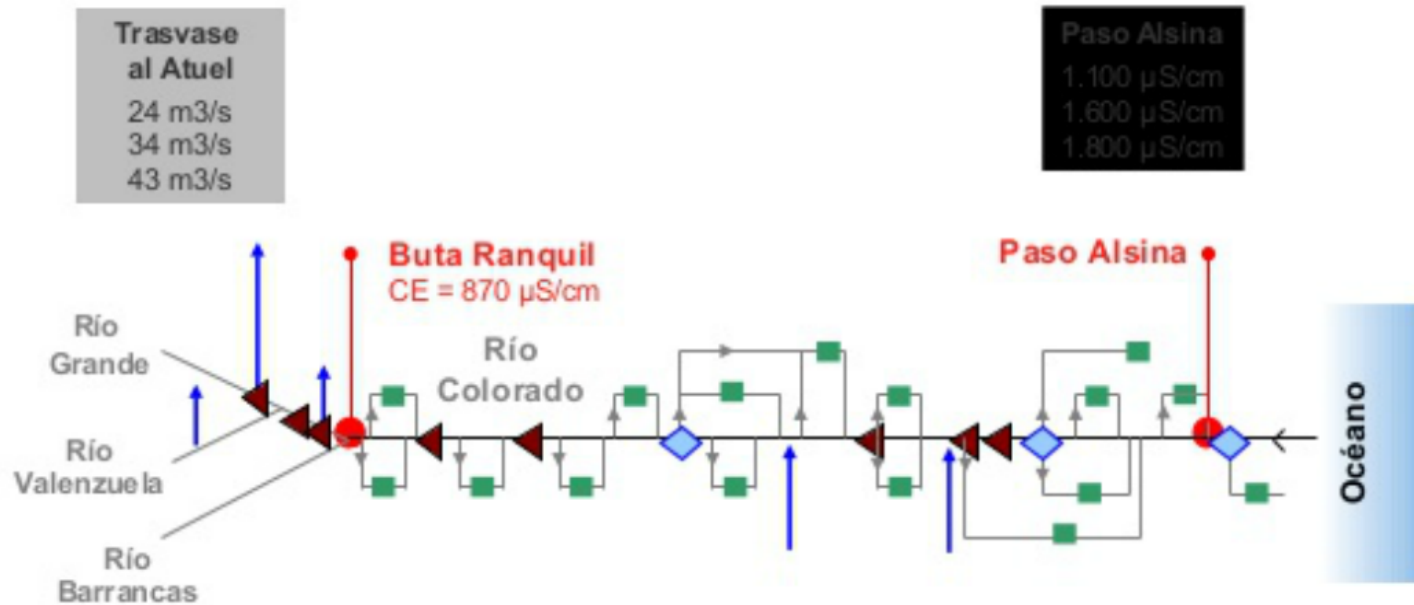 Trasvase
al Atuel
24 m3/s
34 m3/s
43 m3/s
Paso Alsina
1.100 µS/cm
1.600 µS/cm
1.800 µS/cm
Buta Ranquil
CE = 870 µS/cm
Paso Alsina
Río
Grande
Río
Colorado
Río
Valenzuela
Río
Barrancas
Océano